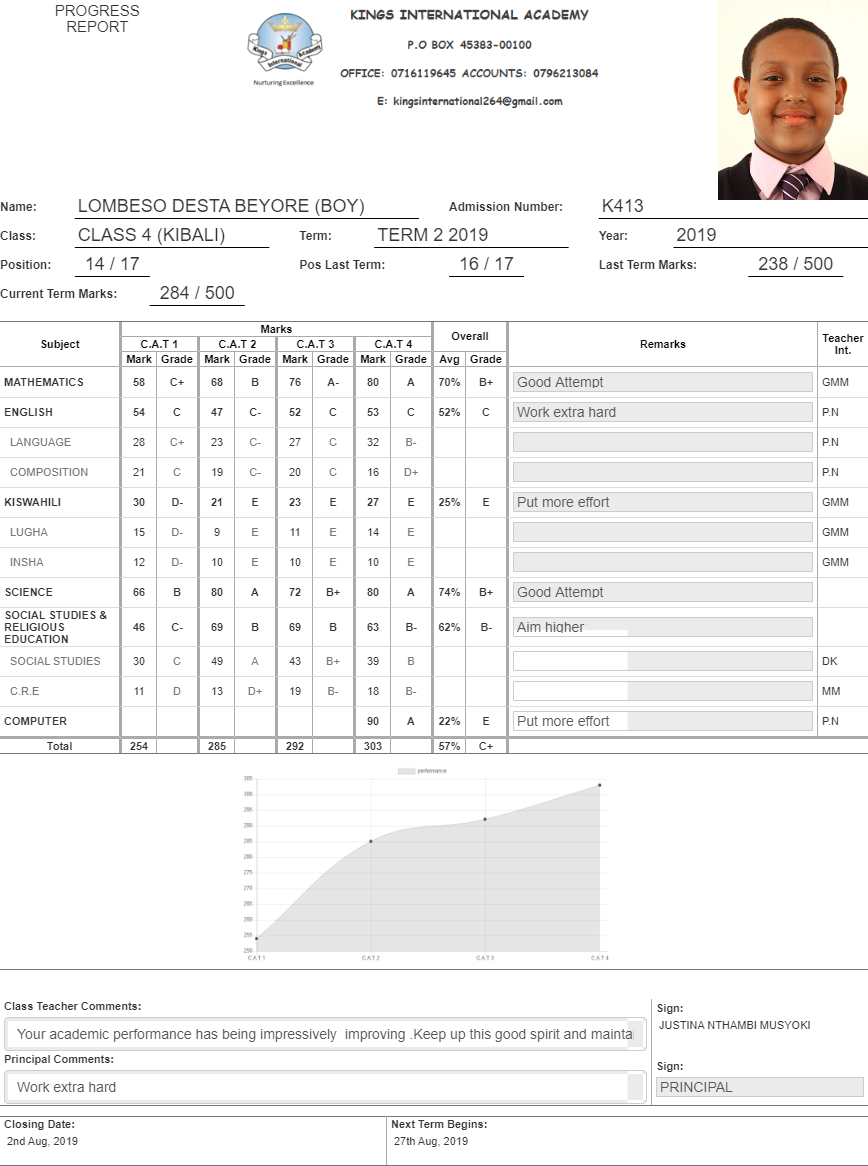 PROGRESS
REPORT
Kings International Academy
Nurturing Excellence
KINGS INTERNATIONAL ACADEMY
P.O BOX 45383-00100
OFFICE: 0716119645 ACCOUNTS: 0796213084
E: kingsinternational264@gmail.com
Name: LOMBESO DESTA BEYORE (BOY) Admission Number: K413
Class: CLASS 4 (KIBALI) Term: TERM 2 2019 Year: 2019
Position: 14 / 17 Pos Last Term: 16 / 17 Last Term Marks: 238 / 500
Current Term Marks: 284 / 500
Subject Marks Overall Remarks Teacher Int.
C.A.T 1 C.A.T 2 C.A.T 3 C.A.T 4
Mark Grade Mark Grade Mark Grade Mark Grade Avg Grade
MATHEMATICS 58 C+ 68 B 76 A- 80 A 70% B+ Good Attempt GMM
ENGLISH 54 C 47 C- 52 C 53 C 52% C Work extra hard P.N
LANGUAGE 28 C+ 23 C- 27 C 32 B- P.N
COMPOSITION 21 C 19 C- 20 C 16 D+ P.N
KISWAHILI 30 D- 21 E 23 E 27 E 25% E Put more effort GMM
LUGHA 15 D- 9 E 11 E 14 E GMM
INSHA 12 D- 10 E 10 E 10 E GMM
SCIENCE 66 B 80 A 72 B+ 80 A 74% B+ Good Attempt
SOCIAL STUDIES &
RELIGIOUS
EDUCATION 46 C- 69 B 69 B 63 B- 62% B- Aim higher
SOCIAL STUDIES 30 C 49 A 43 B+ 39 B DK
C.R.E 11 D 13 D+ 19 B- 18 B- MM
COMPUTER 90 A 22% E Put more effort P.N
Total 254 285 292 303 57% C+
performance
305
300
295
290
285
280
275
270
265
260
255
250
C.A.T 1 C.A.T 2 C.A.T 3 C.A.T 4
Class Teacher Comments:
Your academic performance has being impressively improving .Keep up this good spirit and mainta
Principal Comments:
Work extra hard
Sign:
JUSTINA NTHAMBI MUSYOKI
Sign:
PRINCIPAL
Closing Date:
2nd Aug, 2019
Next Term Begins:
27th Aug, 2019